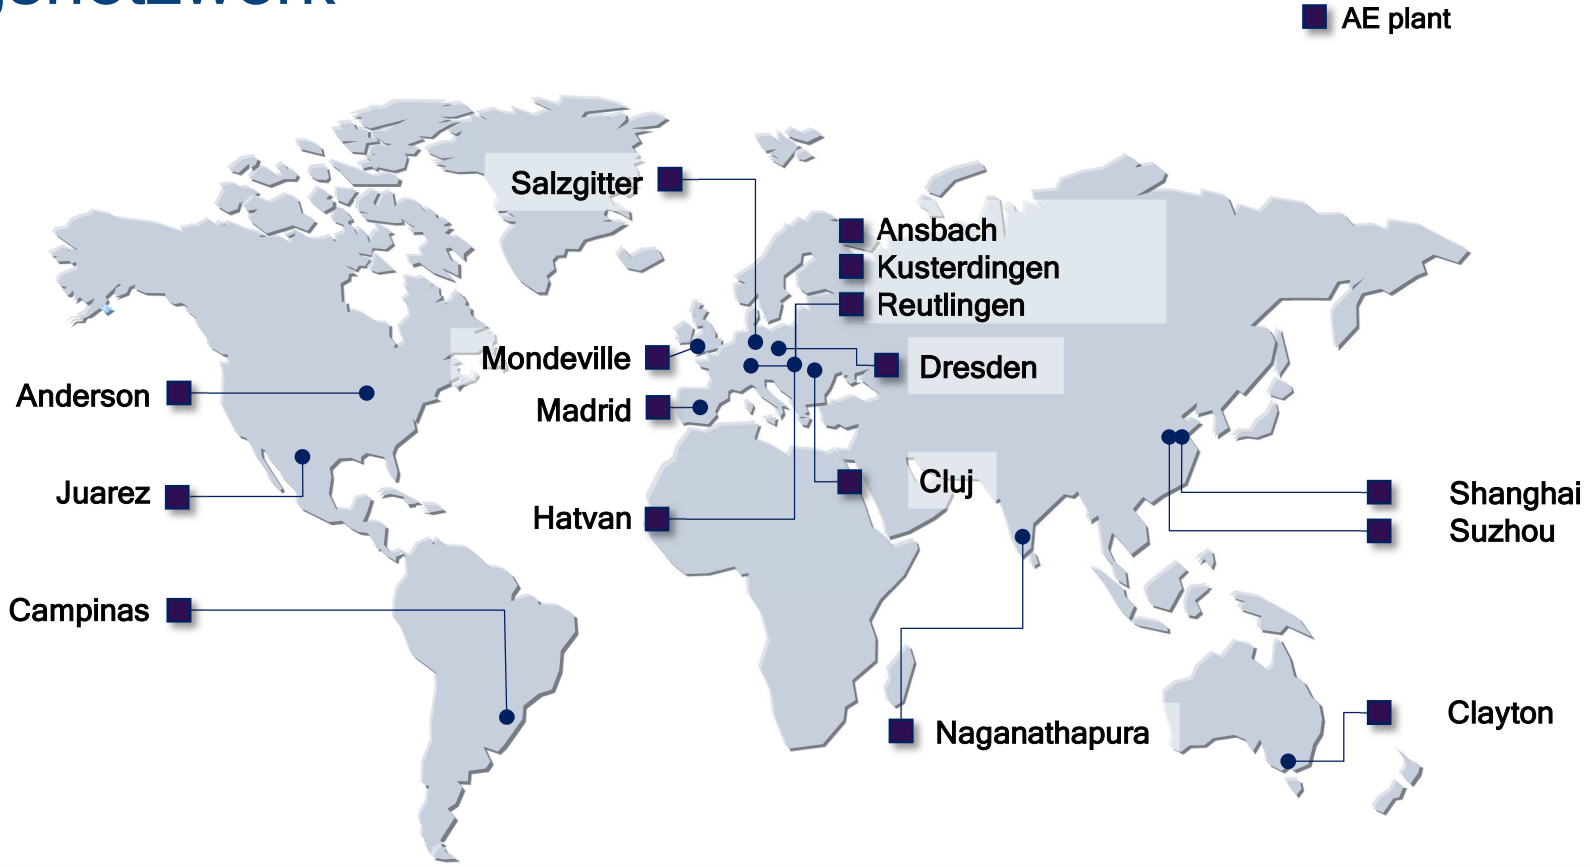 AE plant
Salzgitter
Ansbach
Kusterdingen
Reutlingen
Mondeville
Dresden
Anderson
Madrid
Juarez
Cluj
Shanghai
Hatvan
Suzhou
Campinas
Clayton
Naganathapura